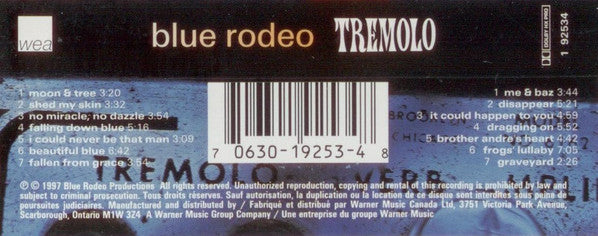 wea
blue rodeo TREMOLO
DOLBY HX PRO
1 92534
1 moon & tree 3:20
2 shed my skin 3:32
3 no miracle, no dazzle 3:54
4 falling down blue 5:16
5 i could never be that man 3:09
6 beautiful blue 6:42
7 fallen from grace 3:54
7 0630-19253-4 8
1 me & baz 3:44
2 disappear 5:21
3 it could happen to you 4:59
4 dragging on
5 brother andre's heart
6 frogs' lullaby
7 graveyard 2:26
CHIC
TREMOLO VERB MPLI
℗ © 1997 Blue Rodeo Productions All rights reserved. Unauthorized reproduction, copying and rental of this recording is prohibited by law and
subject to criminal prosecution. Tous droits réservés. Sauf autorisation, la duplication ou la location de ce disque sont interdites sous peine de
poursuites judiciaires. Manufactured and distributed by / Fabriqué et distribué par Warner Music Canada Ltd, 3751 Victoria Park Avenue,
Scarborough, Ontario M1W 3Z4 A Warner Music Group Company / Une entreprise du groupe Warner Music